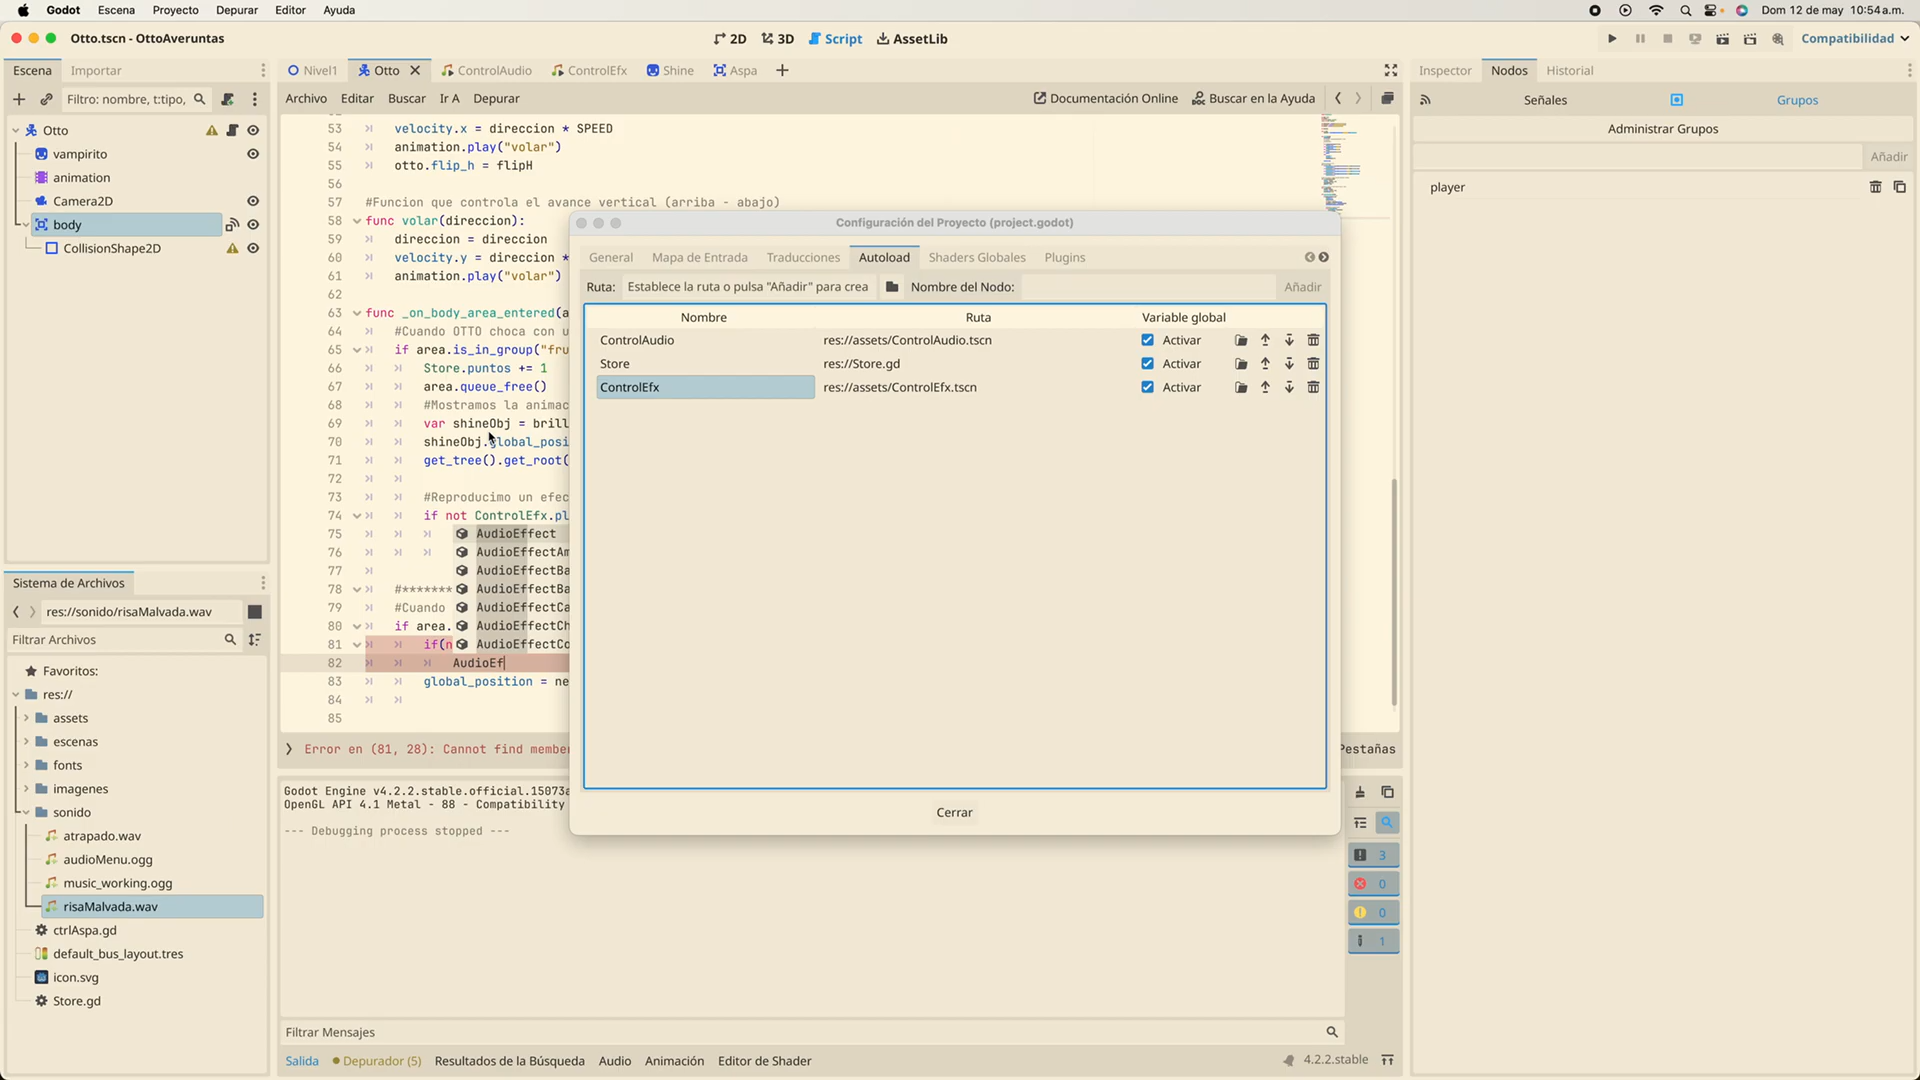 Godot Escena Proyecto Depurar Editor Ayuda
Dom 12 de may 10:54 a.m.
Otto.tscn - OttoAveruntas
2D 3D Script AssetLib
Compatibilidad
Escena Importar
Nivel1 Otto ControlAudio ControlEfx Shine Aspa
Inspector Nodos Historial
Filtro: nombre, t:tipo,
Archivo Editar Buscar Ir A Depurar
Documentación Online Buscar en la Ayuda
Señales Grupos
Administrar Grupos
Añadir
player
Otto
vampirito
animation
Camera2D
body
CollisionShape2D
53 velocity.x = direccion * SPEED
54 animation.play("volar")
55 otto.flip_h = flipH
56
57 #Funcion que controla el avance vertical (arriba - abajo)
58 func volar(direccion):
59 direccion = direccion
60 velocity.y = direccion *
61 animation.play("volar")
62
63 func _on_body_area_entered(a
64 #Cuando OTTO choca con u
65 if area.is_in_group("fru
66 Store.puntos += 1
67 area.queue_free()
68 #Mostramos la animac
69 var shineObj = brill
70 shineObj.global_posi
71 get_tree().get_root(
72
73 #Reproducimo un efec
74 if not ControlEfx.pl
75 AudioEffect
76 AudioEffectAm
77 AudioEffectBa
78 #******* AudioEffectBa
79 #Cuando AudioEffectCa
80 if area. AudioEffectCh
81 if(n AudioEffectCo
82 AudioEf
83 global_position = ne
84
85
Error en (81, 28): Cannot find membe
Pestañas
Configuración del Proyecto (project.godot)
General Mapa de Entrada Traducciones Autoload Shaders Globales Plugins
Ruta: Establece la ruta o pulsa "Añadir" para crea Nombre del Nodo: Añadir
Nombre Ruta Variable global
ControlAudio res://assets/ControlAudio.tscn Activar
Store res://Store.gd Activar
ControlEfx res://assets/ControlEfx.tscn Activar
Cerrar
Sistema de Archivos
res://sonido/risaMalvada.wav
Filtrar Archivos
Favoritos:
res://
assets
escenas
fonts
imagenes
sonido
atrapado.wav
audioMenu.ogg
music_working.ogg
risaMalvada.wav
ctrlAspa.gd
default_bus_layout.tres
icon.svg
Store.gd
Godot Engine v4.2.2.stable.official.15073a
OpenGL API 4.1 Metal - 88 - Compatibility
--- Debugging process stopped ---
3
0
0
1
Filtrar Mensajes
Salida Depurador (5) Resultados de la Búsqueda Audio Animación Editor de Shader
4.2.2.stable